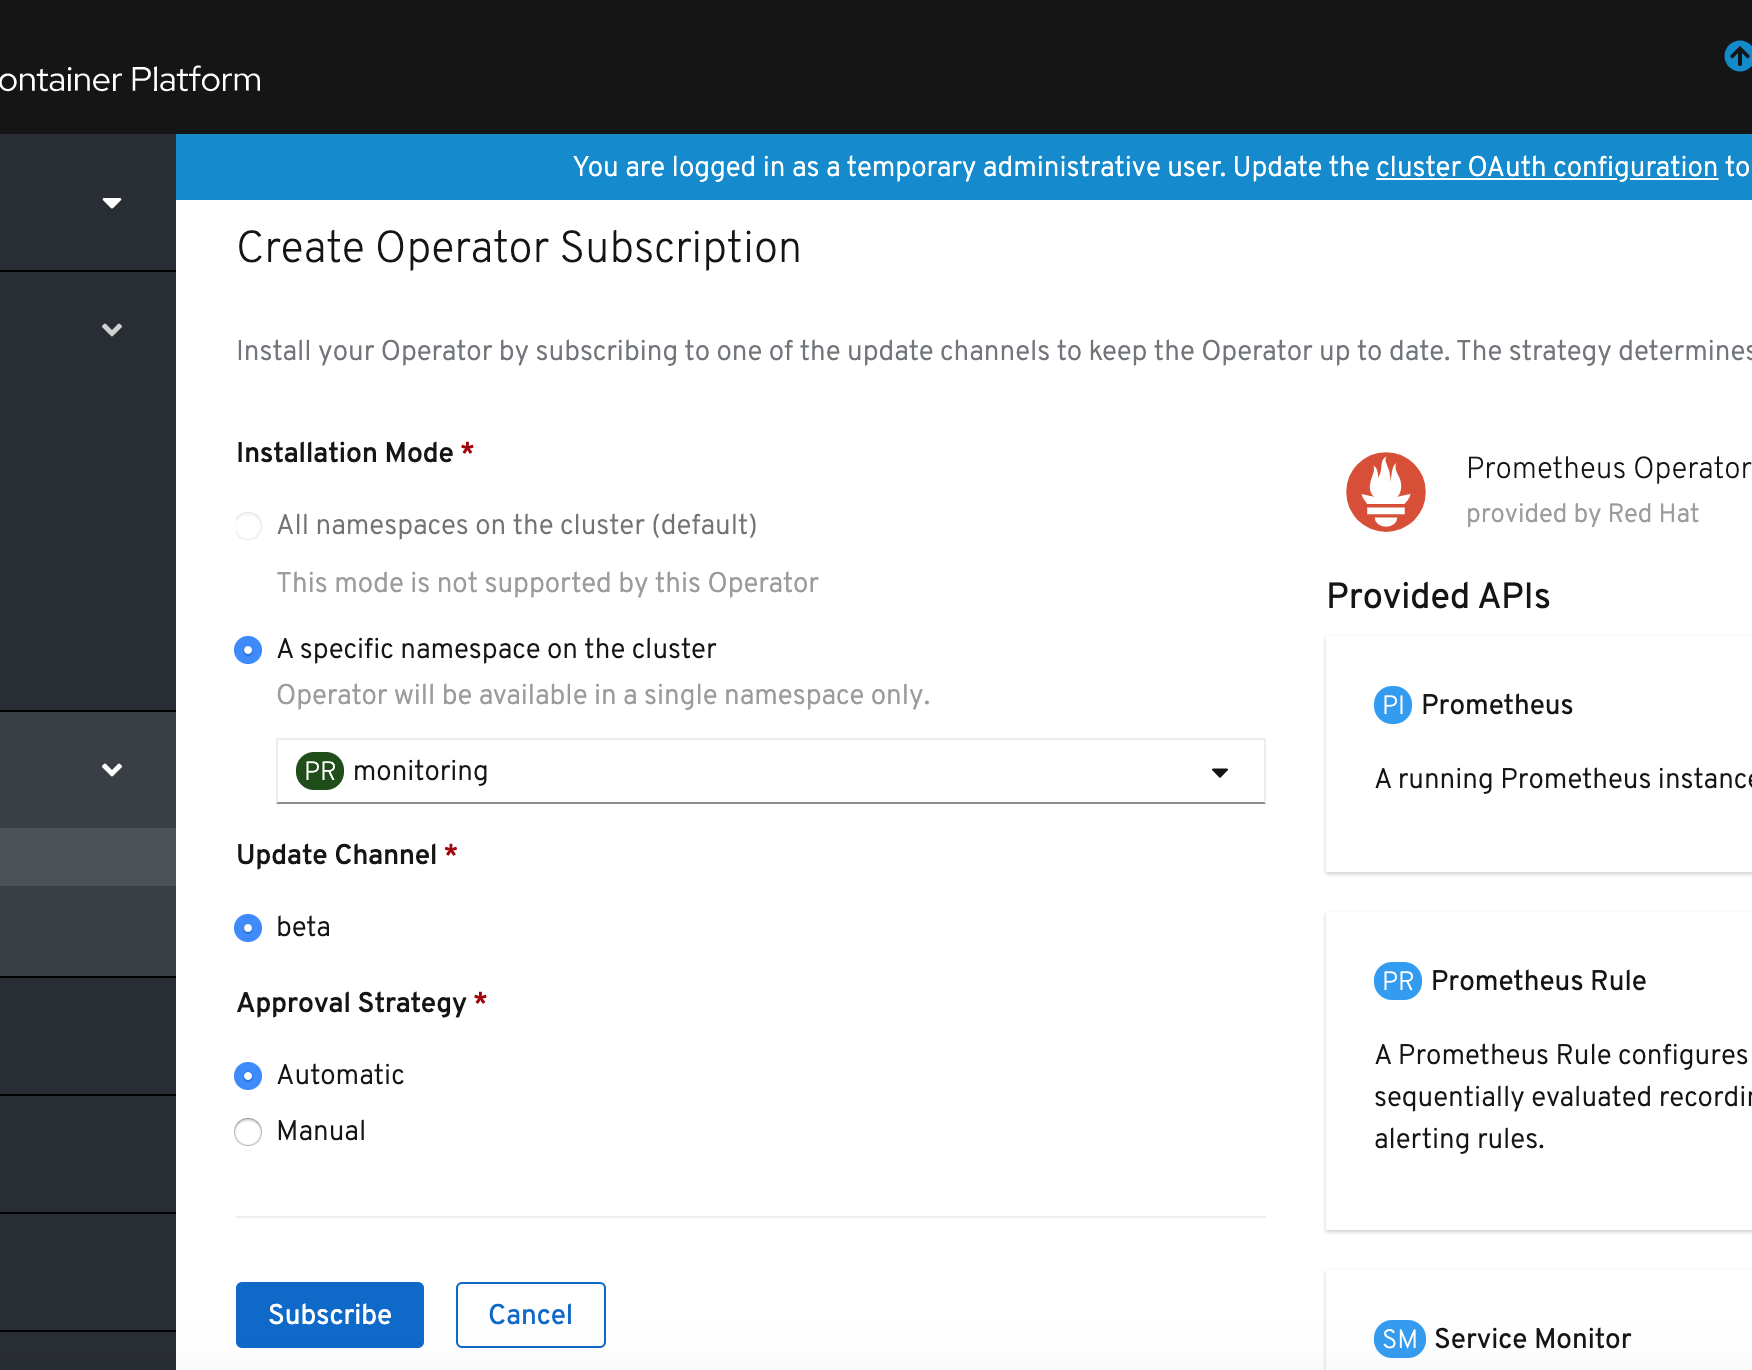 ontainer Platform
You are logged in as a temporary administrative user. Update the cluster OAuth configuration to
Create Operator Subscription
Install your Operator by subscribing to one of the update channels to keep the Operator up to date. The strategy determines
Installation Mode *
All namespaces on the cluster (default)
This mode is not supported by this Operator
A specific namespace on the cluster
Operator will be available in a single namespace only.
PR monitoring
Update Channel *
beta
Approval Strategy *
Automatic
Manual
Subscribe
Cancel
Prometheus Operator
provided by Red Hat
Provided APIs
PI Prometheus
A running Prometheus instance
PR Prometheus Rule
A Prometheus Rule configures
sequentially evaluated recordin
alerting rules.
SM Service Monitor